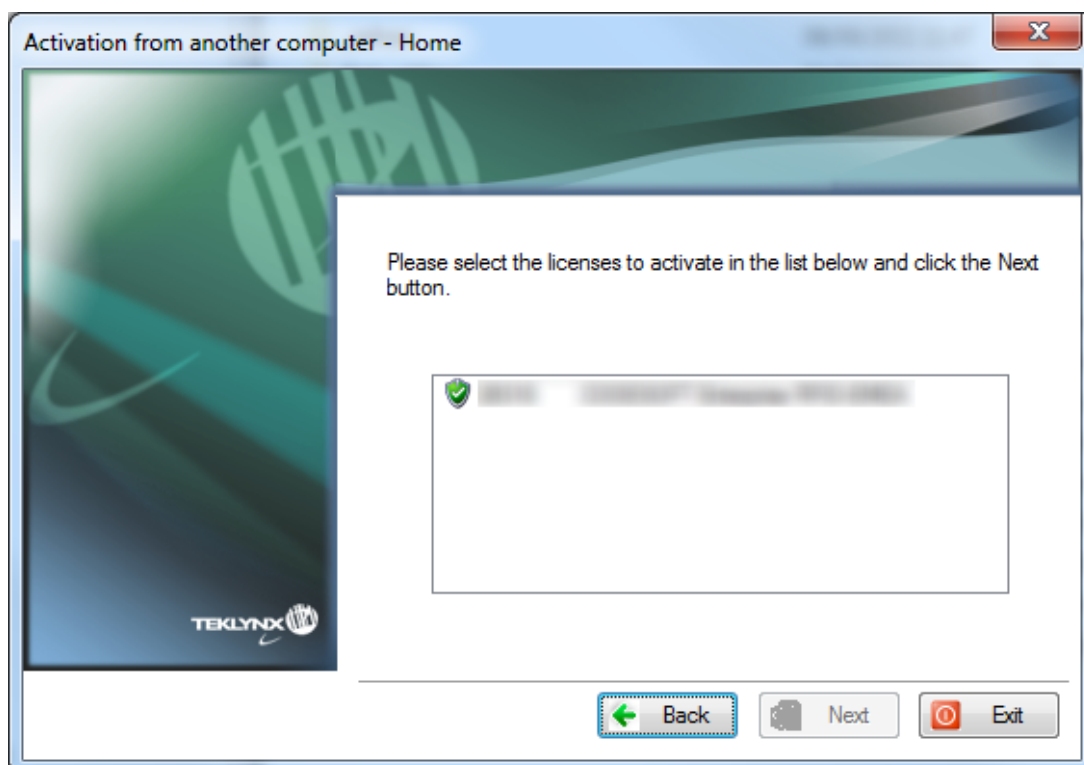 Activation from another computer - Home
Please select the licenses to activate in the list below and click the Next
button.
TEKLYNX
Back
Next
Exit